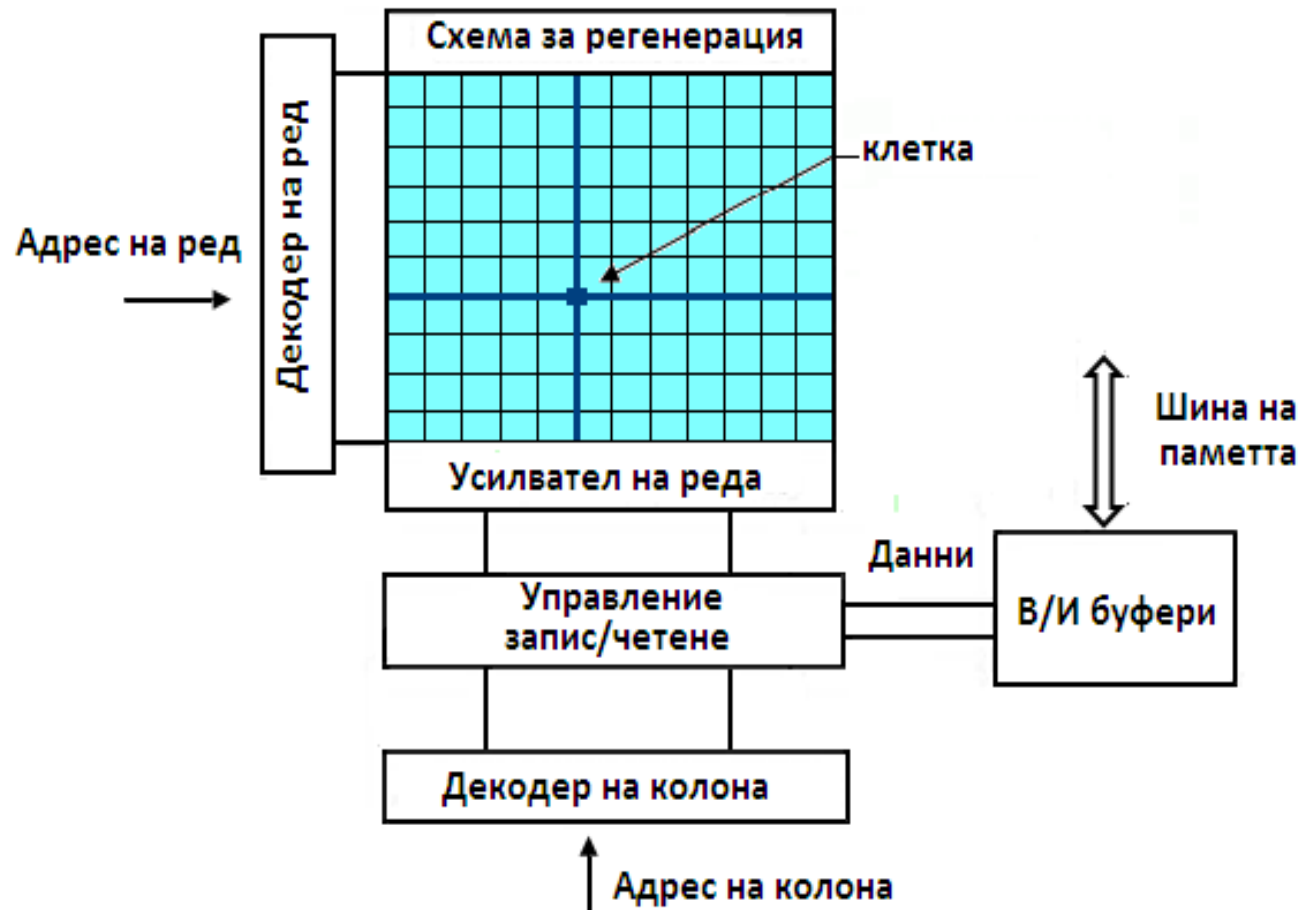 Схема за регенерация
Декодер на ред
клетка
Адрес на ред
Усилвател на реда
Шина на
паметта
Данни
Управление
запис/четене
В/И буфери
Декодер на колона
Адрес на колона